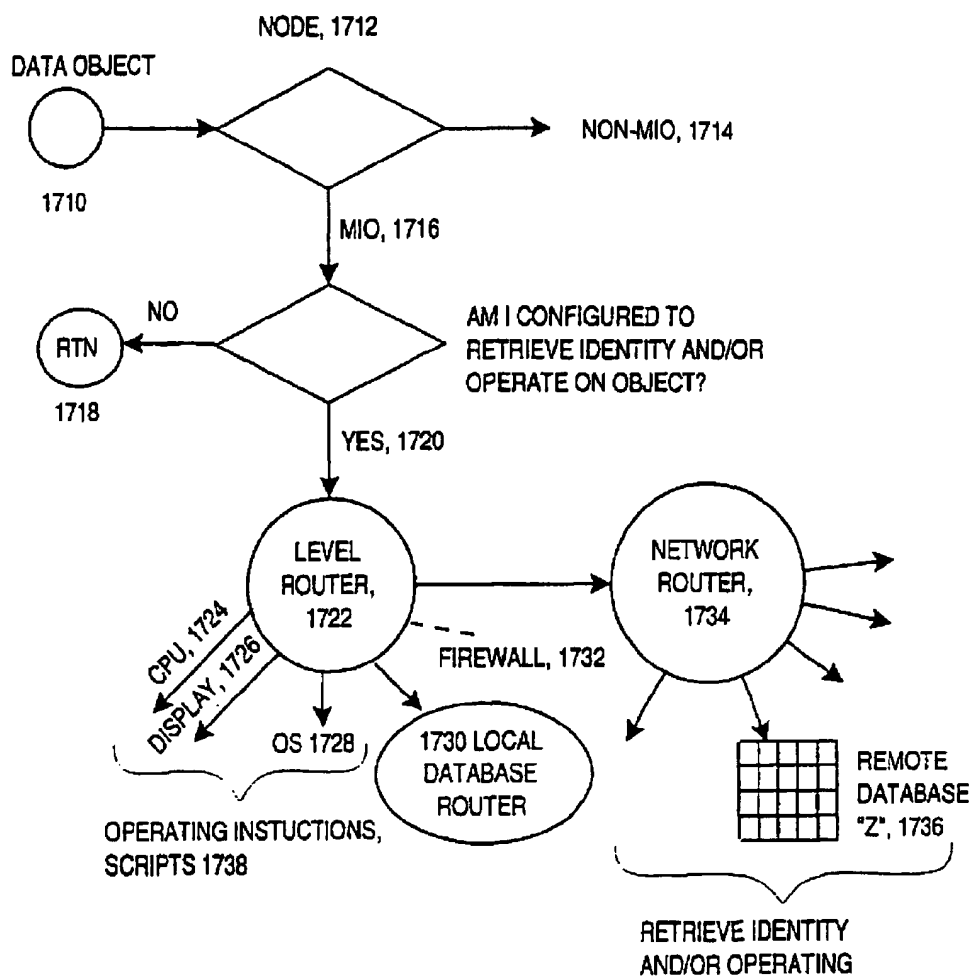 NODE, 1712
DATA OBJECT
1710
NON-MIO, 1714
MIO, 1716
NO
RTN
1718
AM I CONFIGURED TO
RETRIEVE IDENTITY AND/OR
OPERATE ON OBJECT?
YES, 1720
LEVEL
ROUTER,
1722
NETWORK
ROUTER,
1734
CPU, 1724
DISPLAY, 1726
OS 1728
FIREWALL, 1732
1730 LOCAL
DATABASE
ROUTER
REMOTE
DATABASE
"Z", 1736
OPERATING INSTUCTIONS,
SCRIPTS 1738
RETRIEVE IDENTITY
AND/OR OPERATING